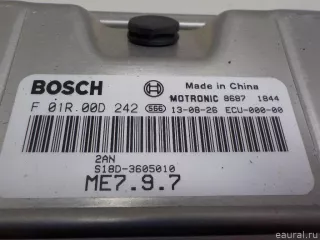 BOSCH Made in China
MOTRONIC 8687 1844
F 01R.00D 242 566 13-08-26 ECU-000-00
2AN
S18D-3605010
ME7.9.7
eaural.ru